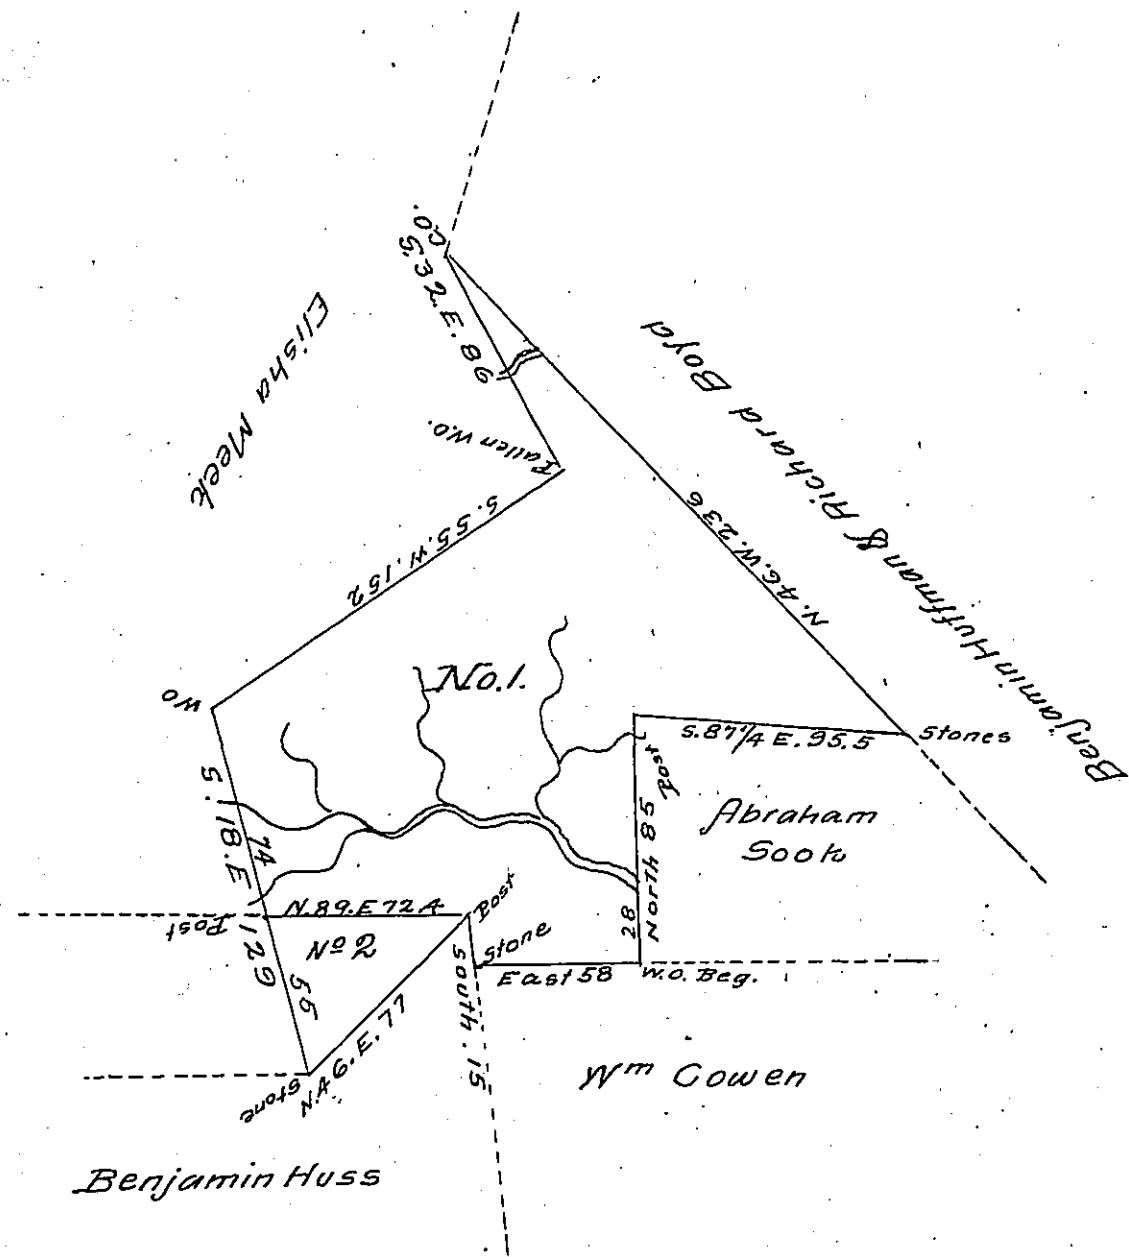 C.O.
S 32. E. 86
Elisha Meek
Benjamin Huffman & Richard Boyd
Fallen W.O.
S. 55. W. 152
N. 46. W. 236
W O
No. 1.
S. 87 1/4 E. 95.5
Stones
Post
Abraham
Sook
North 85
28
S. 18. E 129
74
55
Post
N. 89. E 72.4
Post
Nº 2
Stone
East 58
W.O. Beg.
South. 15
N. 46. E. 77
Stone
Wm Cowen
Benjamin Huss